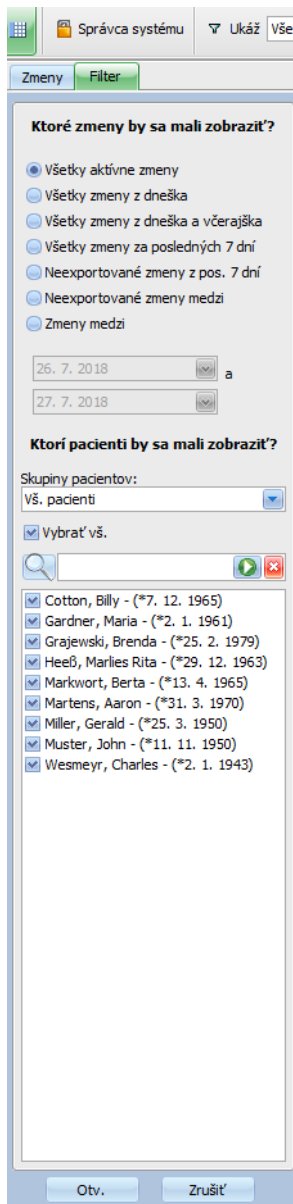 Správca systému
Ukáž Vše
Zmeny Filter
Ktoré zmeny by sa mali zobraziť?
Všetky aktívne zmeny
Všetky zmeny z dneška
Všetky zmeny z dneška a včerajška
Všetky zmeny za posledných 7 dní
Neexportované zmeny z pos. 7 dní
Neexportované zmeny medzi
Zmeny medzi
26. 7. 2018 a
27. 7. 2018
Ktorí pacienti by sa mali zobraziť?
Skupiny pacientov:
Vš. pacienti
Vybrať vš.
Cotton, Billy - (*7. 12. 1965)
Gardner, Maria - (*2. 1. 1961)
Grajewski, Brenda - (*25. 2. 1979)
Heeß, Marlies Rita - (*29. 12. 1963)
Markwort, Berta - (*13. 4. 1965)
Martens, Aaron - (*31. 3. 1970)
Miller, Gerald - (*25. 3. 1950)
Muster, John - (*11. 11. 1950)
Wesmeyr, Charles - (*2. 1. 1943)
Otv. Zrušiť